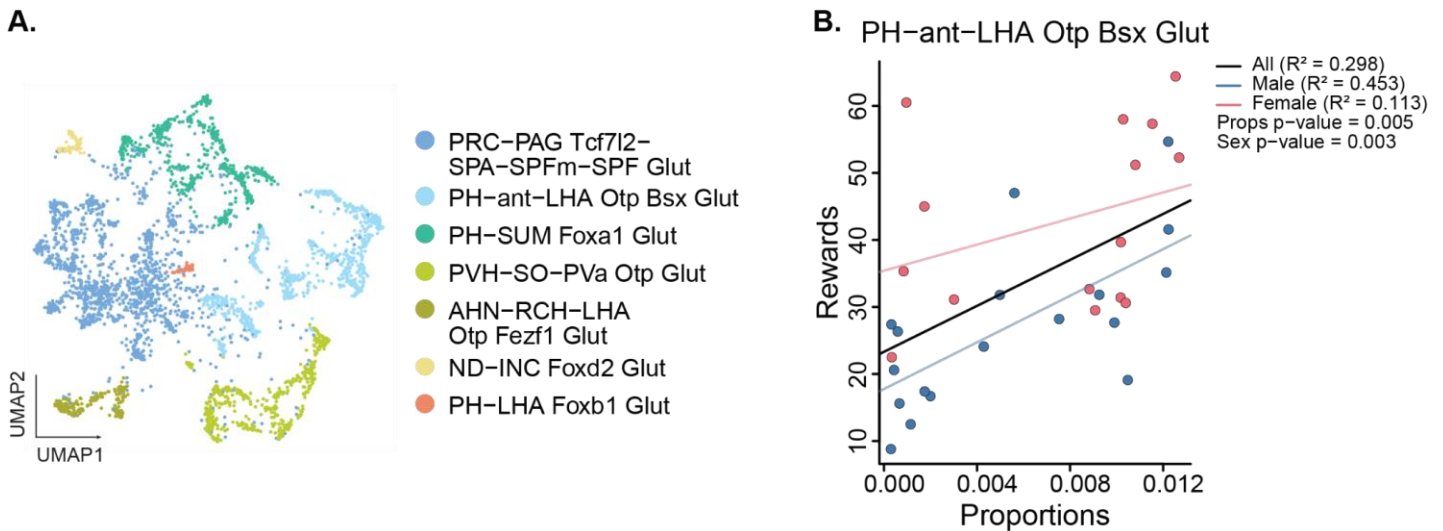 A.
PRC−PAG Tcf7l2−
SPA−SPFm−SPF Glut
PH−ant−LHA Otp Bsx Glut
PH−SUM Foxa1 Glut
PVH−SO−PVa Otp Glut
AHN−RCH−LHA
Otp Fezf1 Glut
ND−INC Foxd2 Glut
PH−LHA Foxb1 Glut
UMAP2
UMAP1
B.
PH−ant−LHA Otp Bsx Glut
All (R² = 0.298)
Male (R² = 0.453)
Female (R² = 0.113)
Props p−value = 0.005
Sex p−value = 0.003
Rewards
60
50
40
30
20
10
0.000 0.004 0.008 0.012
Proportions